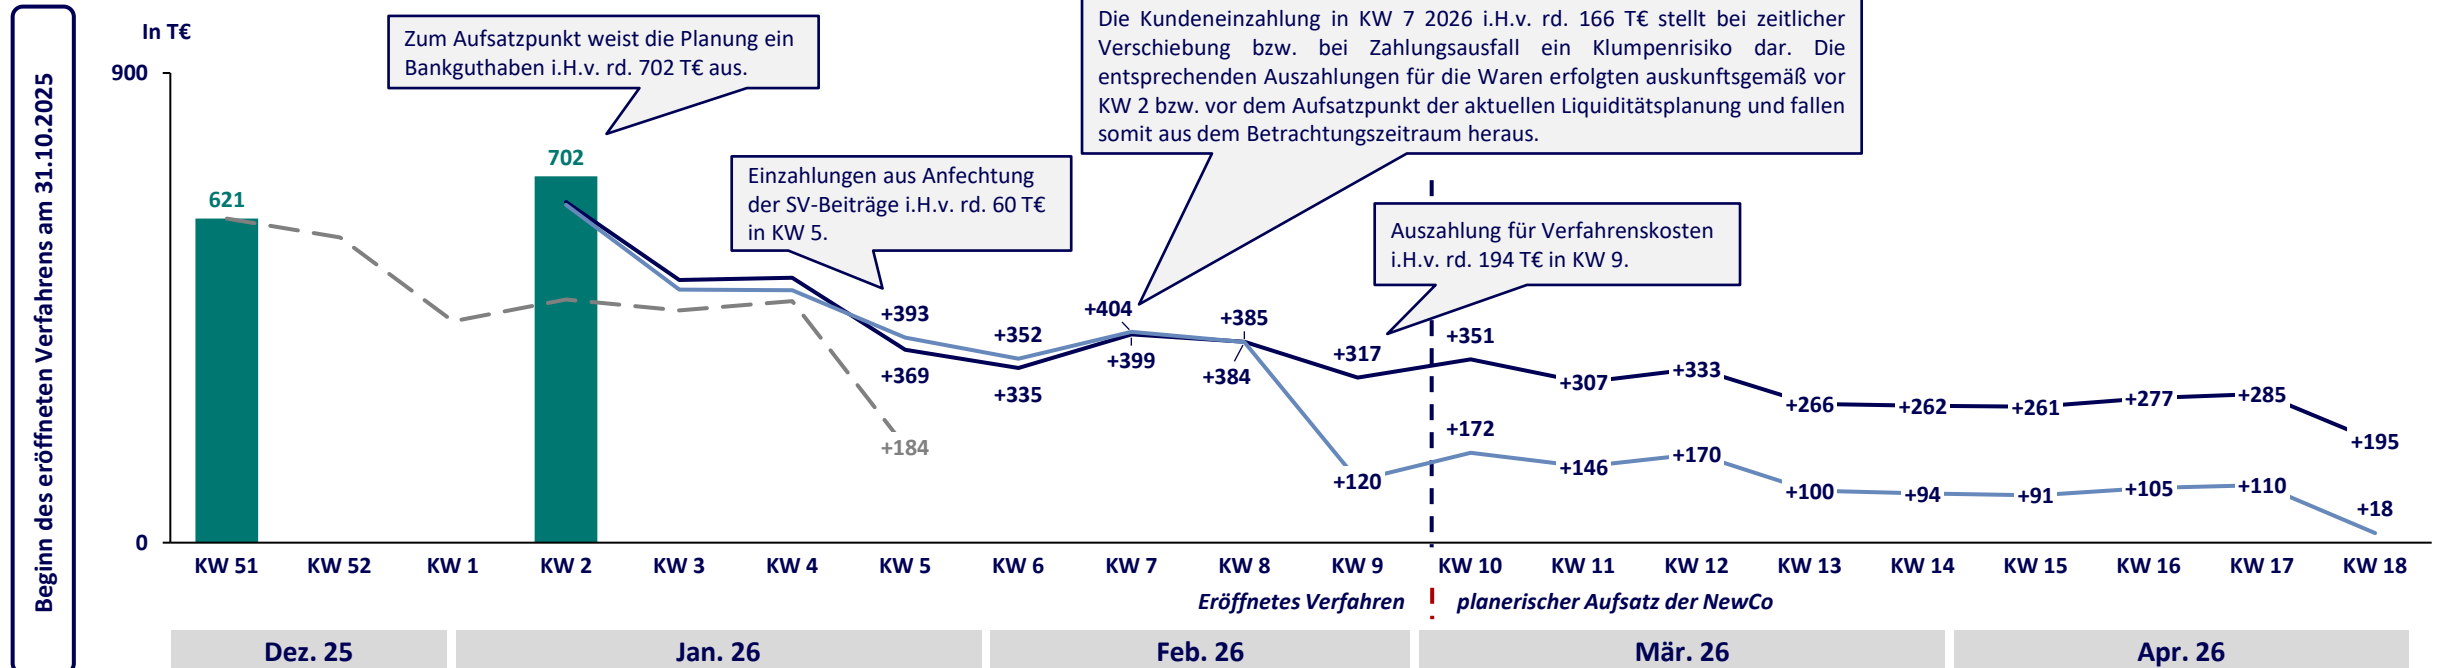 Beginn des eröffneten Verfahrens am 31.10.2025
In T€
900
0
Zum Aufsatzpunkt weist die Planung ein
Bankguthaben i.H.v. rd. 702 T€ aus.
Die Kundeneinzahlung in KW 7 2026 i.H.v. rd. 166 T€ stellt bei zeitlicher
Verschiebung bzw. bei Zahlungsausfall ein Klumpenrisiko dar. Die
entsprechenden Auszahlungen für die Waren erfolgten auskunftsgemäß vor
KW 2 bzw. vor dem Aufsatzpunkt der aktuellen Liquiditätsplanung und fallen
somit aus dem Betrachtungszeitraum heraus.
Einzahlungen aus Anfechtung
der SV-Beiträge i.H.v. rd. 60 T€
in KW 5.
Auszahlung für Verfahrenskosten
i.H.v. rd. 194 T€ in KW 9.
621
702
+393
+369
+184
+352
+335
+404
+399
+385
+384
+317
+120
+351
+172
+307
+146
+333
+170
+266
+100
+262
+94
+261
+91
+277
+105
+285
+110
+195
+18
KW 51 KW 52 KW 1 KW 2 KW 3 KW 4 KW 5 KW 6 KW 7 KW 8 KW 9 KW 10 KW 11 KW 12 KW 13 KW 14 KW 15 KW 16 KW 17 KW 18
Eröffnetes Verfahren planerischer Aufsatz der NewCo
Dez. 25 Jan. 26 Feb. 26 Mär. 26 Apr. 26